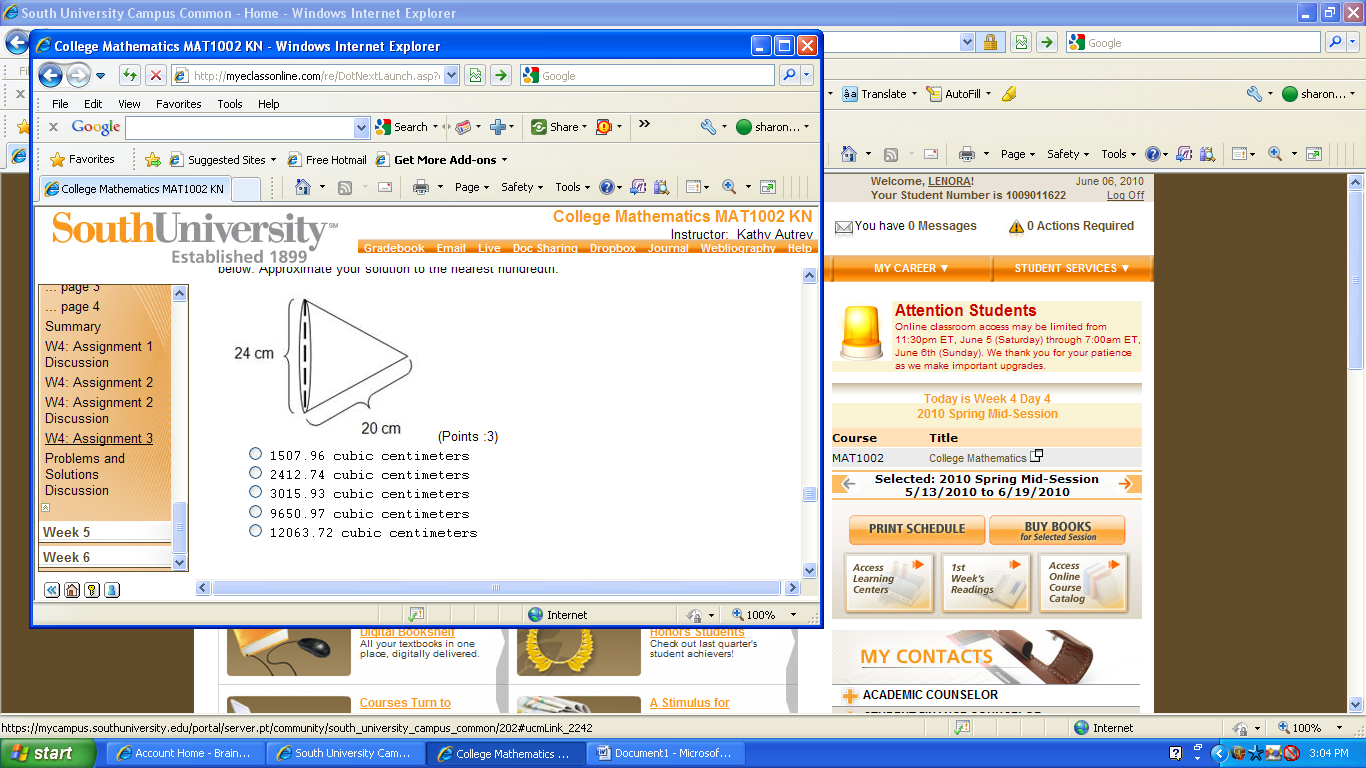 South University Campus Common - Home - Windows Internet Explorer
College Mathematics MAT1002 KN - Windows Internet Explorer
http://myeclassonline.com/re/DotNextLaunch.asp?
Google
Google
File Edit View Favorites Tools Help
Translate AutoFill sharon...
x Google Search Share » sharon...
Favorites Suggested Sites Free Hotmail Get More Add-ons
Page Safety Tools
College Mathematics MAT1002 KN
Page Safety Tools
SouthUniversity SM
Established 1899
College Mathematics MAT1002 KN
Instructor: Kathy Autrey
Gradebook Email Live Doc Sharing Dropbox Journal Webliography Help
below. Approximate your solution to the nearest hundredth.
... page 3
... page 4
Summary
W4: Assignment 1
Discussion
W4: Assignment 2
W4: Assignment 2
Discussion
W4: Assignment 3
Problems and
Solutions
Discussion
Week 5
Week 6
24 cm
20 cm
(Points :3)
1507.96 cubic centimeters
2412.74 cubic centimeters
3015.93 cubic centimeters
9650.97 cubic centimeters
12063.72 cubic centimeters
Internet 100%
Welcome, LENORA! June 06, 2010
Your Student Number is 1009011622 Log Off
You have 0 Messages 0 Actions Required
MY CAREER ▼ STUDENT SERVICES ▼
Attention Students
Online classroom access may be limited from
11:30pm ET, June 5 (Saturday) through 7:00am ET,
June 6th (Sunday). We thank you for your patience
as we make important upgrades.
Today is Week 4 Day 4
2010 Spring Mid-Session
Course Title
MAT1002 College Mathematics
Selected: 2010 Spring Mid-Session
5/13/2010 to 6/19/2010
PRINT SCHEDULE
BUY BOOKS
for Selected Session
Access
Learning
Centers
1st
Week's
Readings
Access
Online
Course
Catalog
MY CONTACTS
ACADEMIC COUNSELOR
Digital Bookshelf
All your textbooks in one
place, digitally delivered.
Honors Students
Check out last quarter's
student achievers!
Courses Turn to
A Stimulus for
https://mycampus.southuniversity.edu/portal/server.pt/community/south_university_campus_common/202#ucmLink_2242
Internet 100%
start Account Home - Brain... South University Cam... College Mathematics ... Document1 - Microsof... 3:04 PM